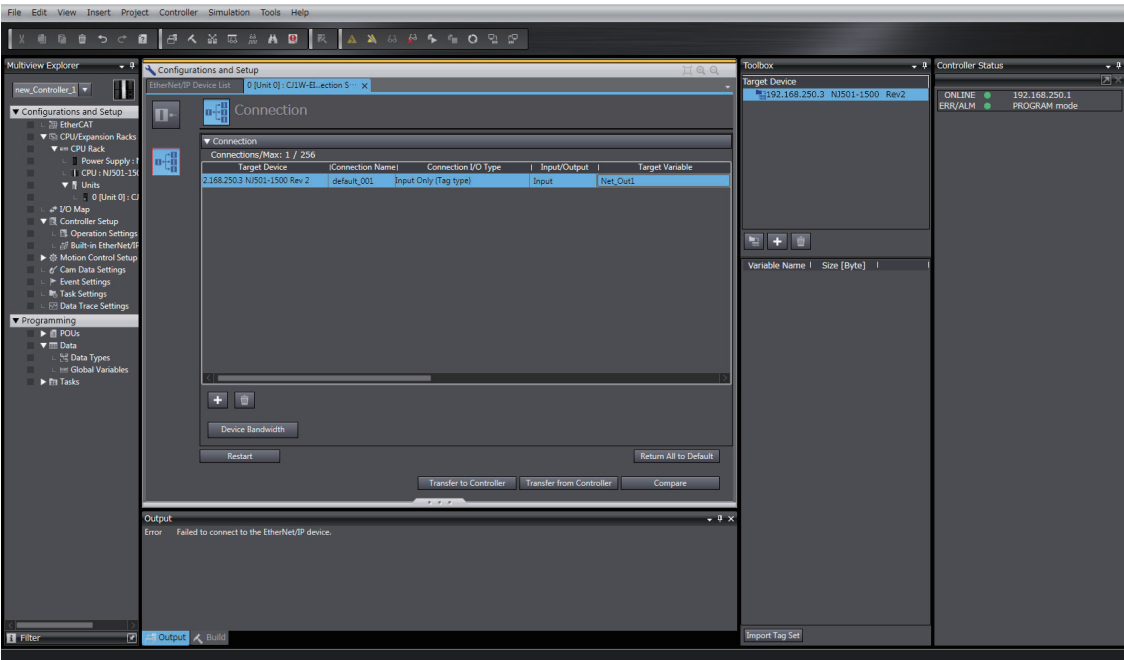 File Edit View Insert Project Controller Simulation Tools Help
Multiview Explorer
new_Controller_1
Configurations and Setup
EtherCAT
CPU/Expansion Racks
CPU Rack
Power Supply : N
CPU : NJ501-150
Units
0 [Unit 0] : CJ
I/O Map
Controller Setup
Operation Settings
Built-in EtherNet/IP
Motion Control Setup
Cam Data Settings
Event Settings
Task Settings
Data Trace Settings
Programming
POUs
Data
Data Types
Global Variables
Tasks
Filter
Configurations and Setup
EtherNet/IP Device List 0 [Unit 0] : CJ1W-EI...ection S... x
Connection
Connection
Connections/Max: 1 / 256
Target Device Connection Name Connection I/O Type Input/Output Target Variable
2.168.250.3 NJ501-1500 Rev 2 default_001 Input Only (Tag type) Input Net_Out1
Device Bandwidth
Restart Return All to Default
Transfer to Controller Transfer from Controller Compare
Output
Error Failed to connect to the EtherNet/IP device.
Output Build
Toolbox
Target Device
192.168.250.3 NJ501-1500 Rev2
Variable Name Size [Byte]
Import Tag Set
Controller Status
ONLINE 192.168.250.1
ERR/ALM PROGRAM mode